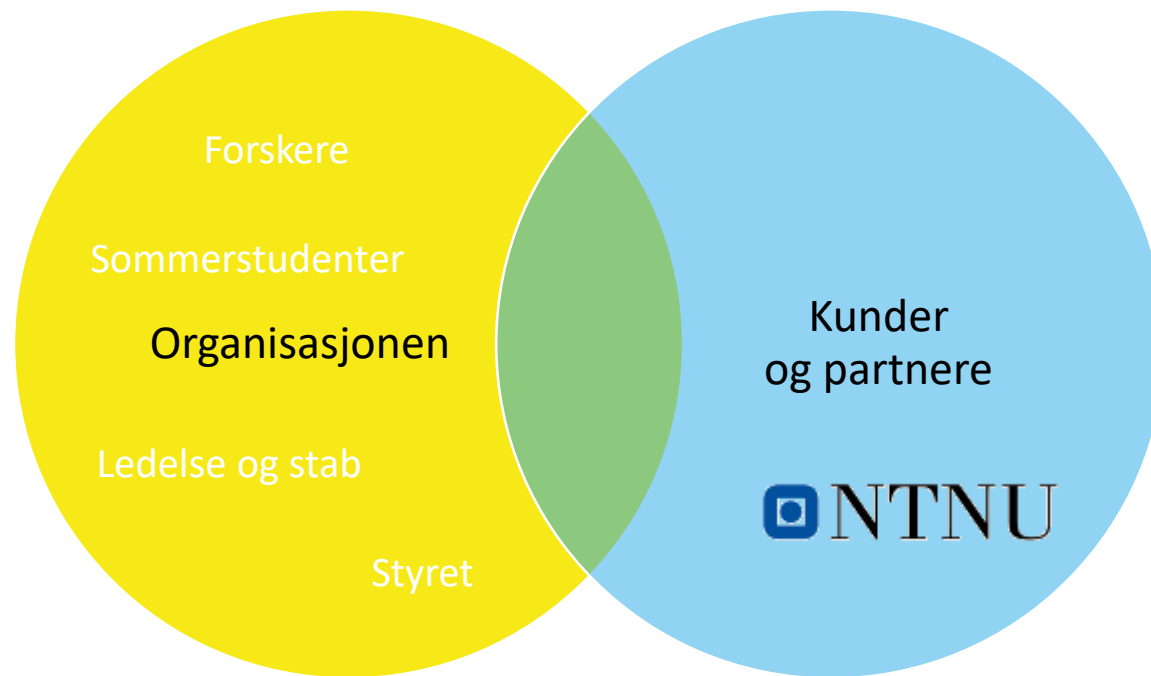 Forskere
Sommerstudenter
Organisasjonen
Ledelse og stab
Styret
Kunder
og partnere
NTNU